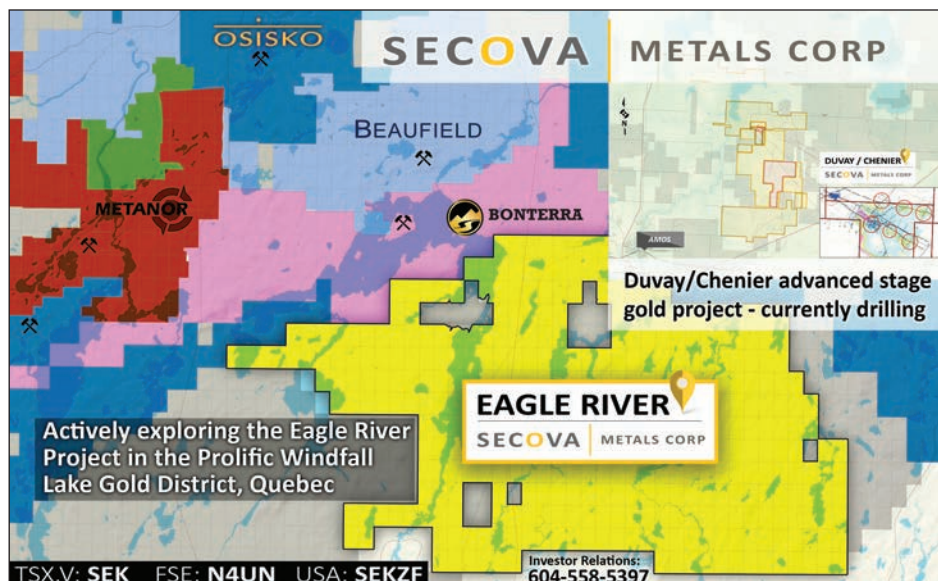 OSISKO
SECOVA METALS CORP
BEAUFIELD
N
DUVAY / CHENIER
SECOVA METALS CORP
METANOR
BONTERRA
AMOS
Duvay/Chenier advanced stage
gold project - currently drilling
EAGLE RIVER
SECOVA METALS CORP
Actively exploring the Eagle River
Project in the Prolific Windfall
Lake Gold District, Quebec
TSX.V: SEK FSE: N4UN USA: SEKZF
Investor Relations:
604-558-5397